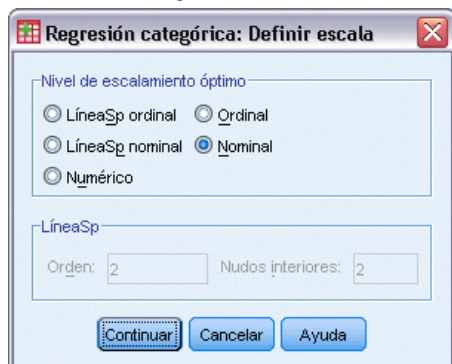 Regresión categórica: Definir escala
Nivel de escalamiento óptimo
LíneaSp ordinal Ordinal
LíneaSp nominal Nominal
Numérico
LíneaSp
Orden: 2 Nudos interiores: 2
Continuar Cancelar Ayuda